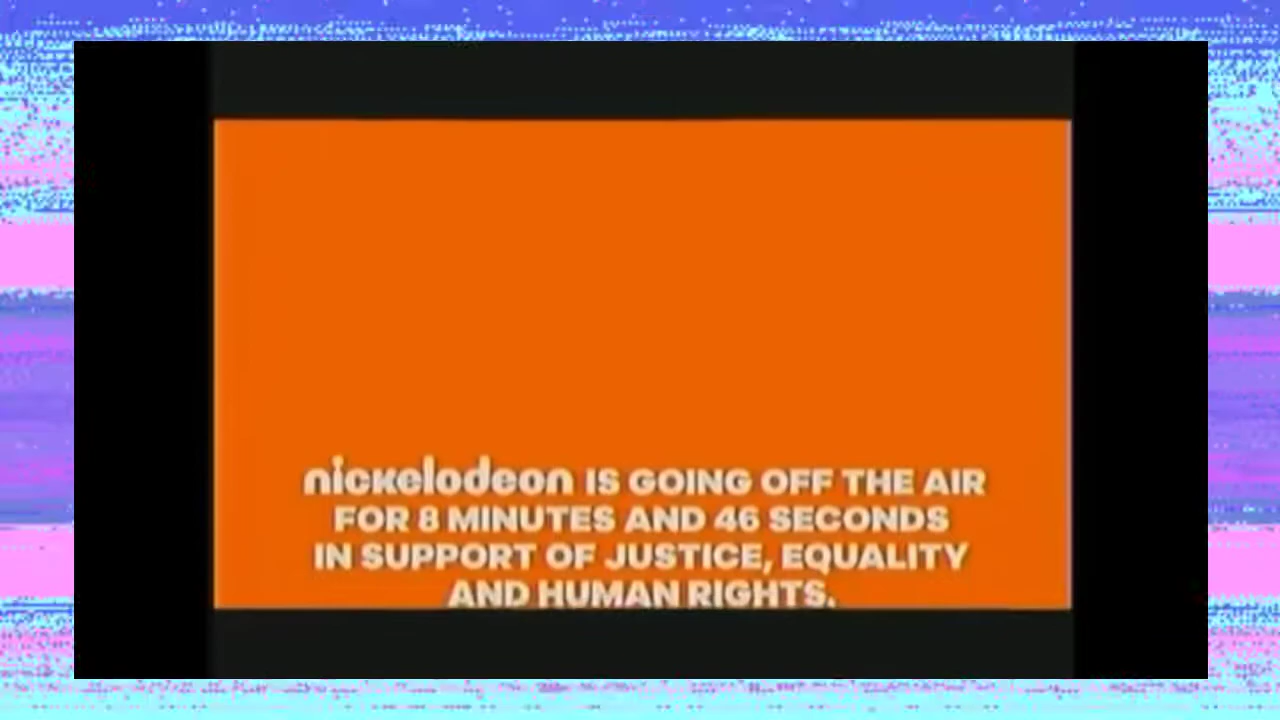 nickelodeon IS GOING OFF THE AIR
FOR 8 MINUTES AND 46 SECONDS
IN SUPPORT OF JUSTICE, EQUALITY
AND HUMAN RIGHTS.